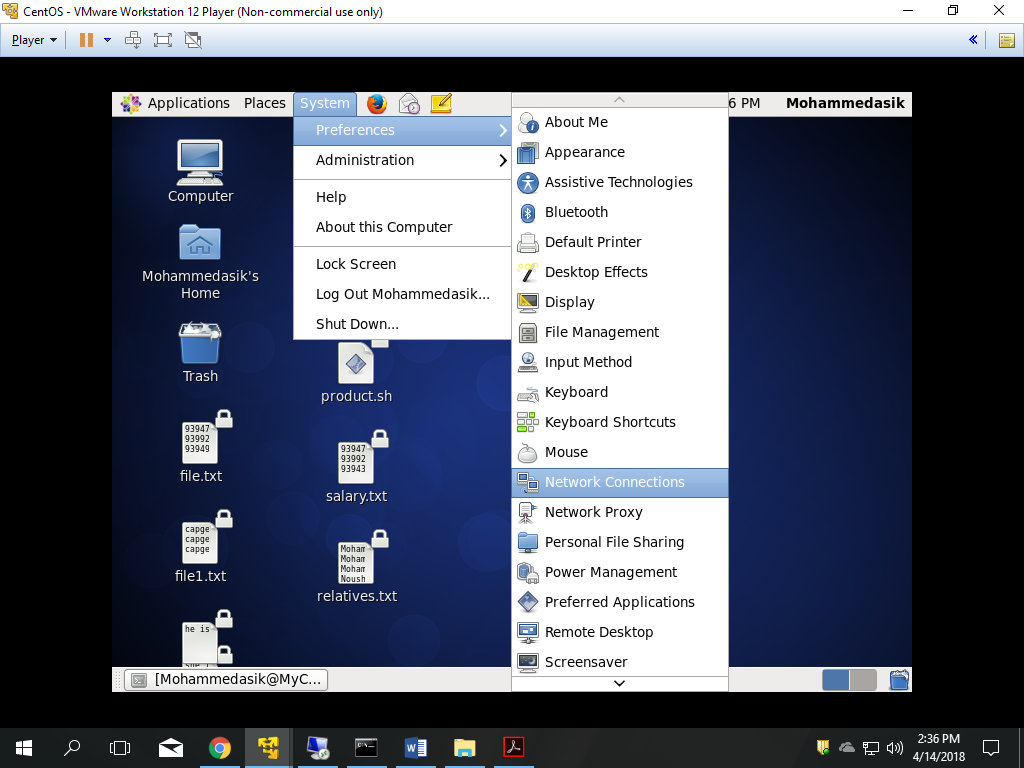 CentOS - VMware Workstation 12 Player (Non-commercial use only)
Player
Applications Places System 6 PM Mohammedasik
Preferences
Administration
Help
About this Computer
Lock Screen
Log Out Mohammedasik...
Shut Down...
About Me
Appearance
Assistive Technologies
Bluetooth
Default Printer
Desktop Effects
Display
File Management
Input Method
Keyboard
Keyboard Shortcuts
Mouse
Network Connections
Network Proxy
Personal File Sharing
Power Management
Preferred Applications
Remote Desktop
Screensaver
Computer
Mohammedasik's
Home
Trash
93947
93992
93949
file.txt
capge
capge
capge
file1.txt
he is
product.sh
93947
93992
93943
salary.txt
Moham
Moham
Moham
Noush
relatives.txt
[Mohammedasik@MyC...
2:36 PM
4/14/2018